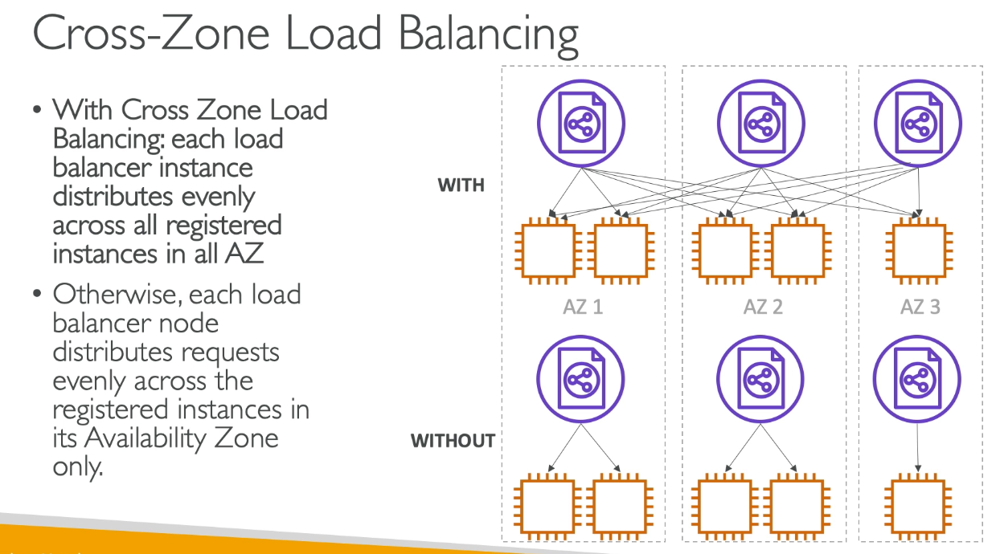 Cross-Zone Load Balancing
• With Cross Zone Load
Balancing: each load
balancer instance
distributes evenly
across all registered
instances in all AZ
• Otherwise, each load
balancer node
distributes requests
evenly across the
registered instances in
its Availability Zone
only.
WITH
AZ 1
AZ 2
AZ 3
WITHOUT